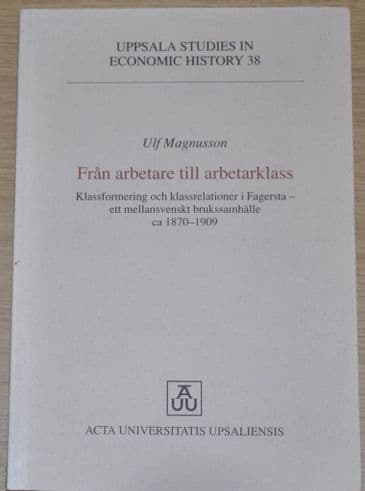 UPPSALA STUDIES IN
ECONOMIC HISTORY 38
Ulf Magnusson
Från arbetare till arbetarklass
Klassformering och klassrelationer i Fagersta –
ett mellansvenskt brukssamhälle
ca 1870–1909
AUU
ACTA UNIVERSITATIS UPSALIENSIS